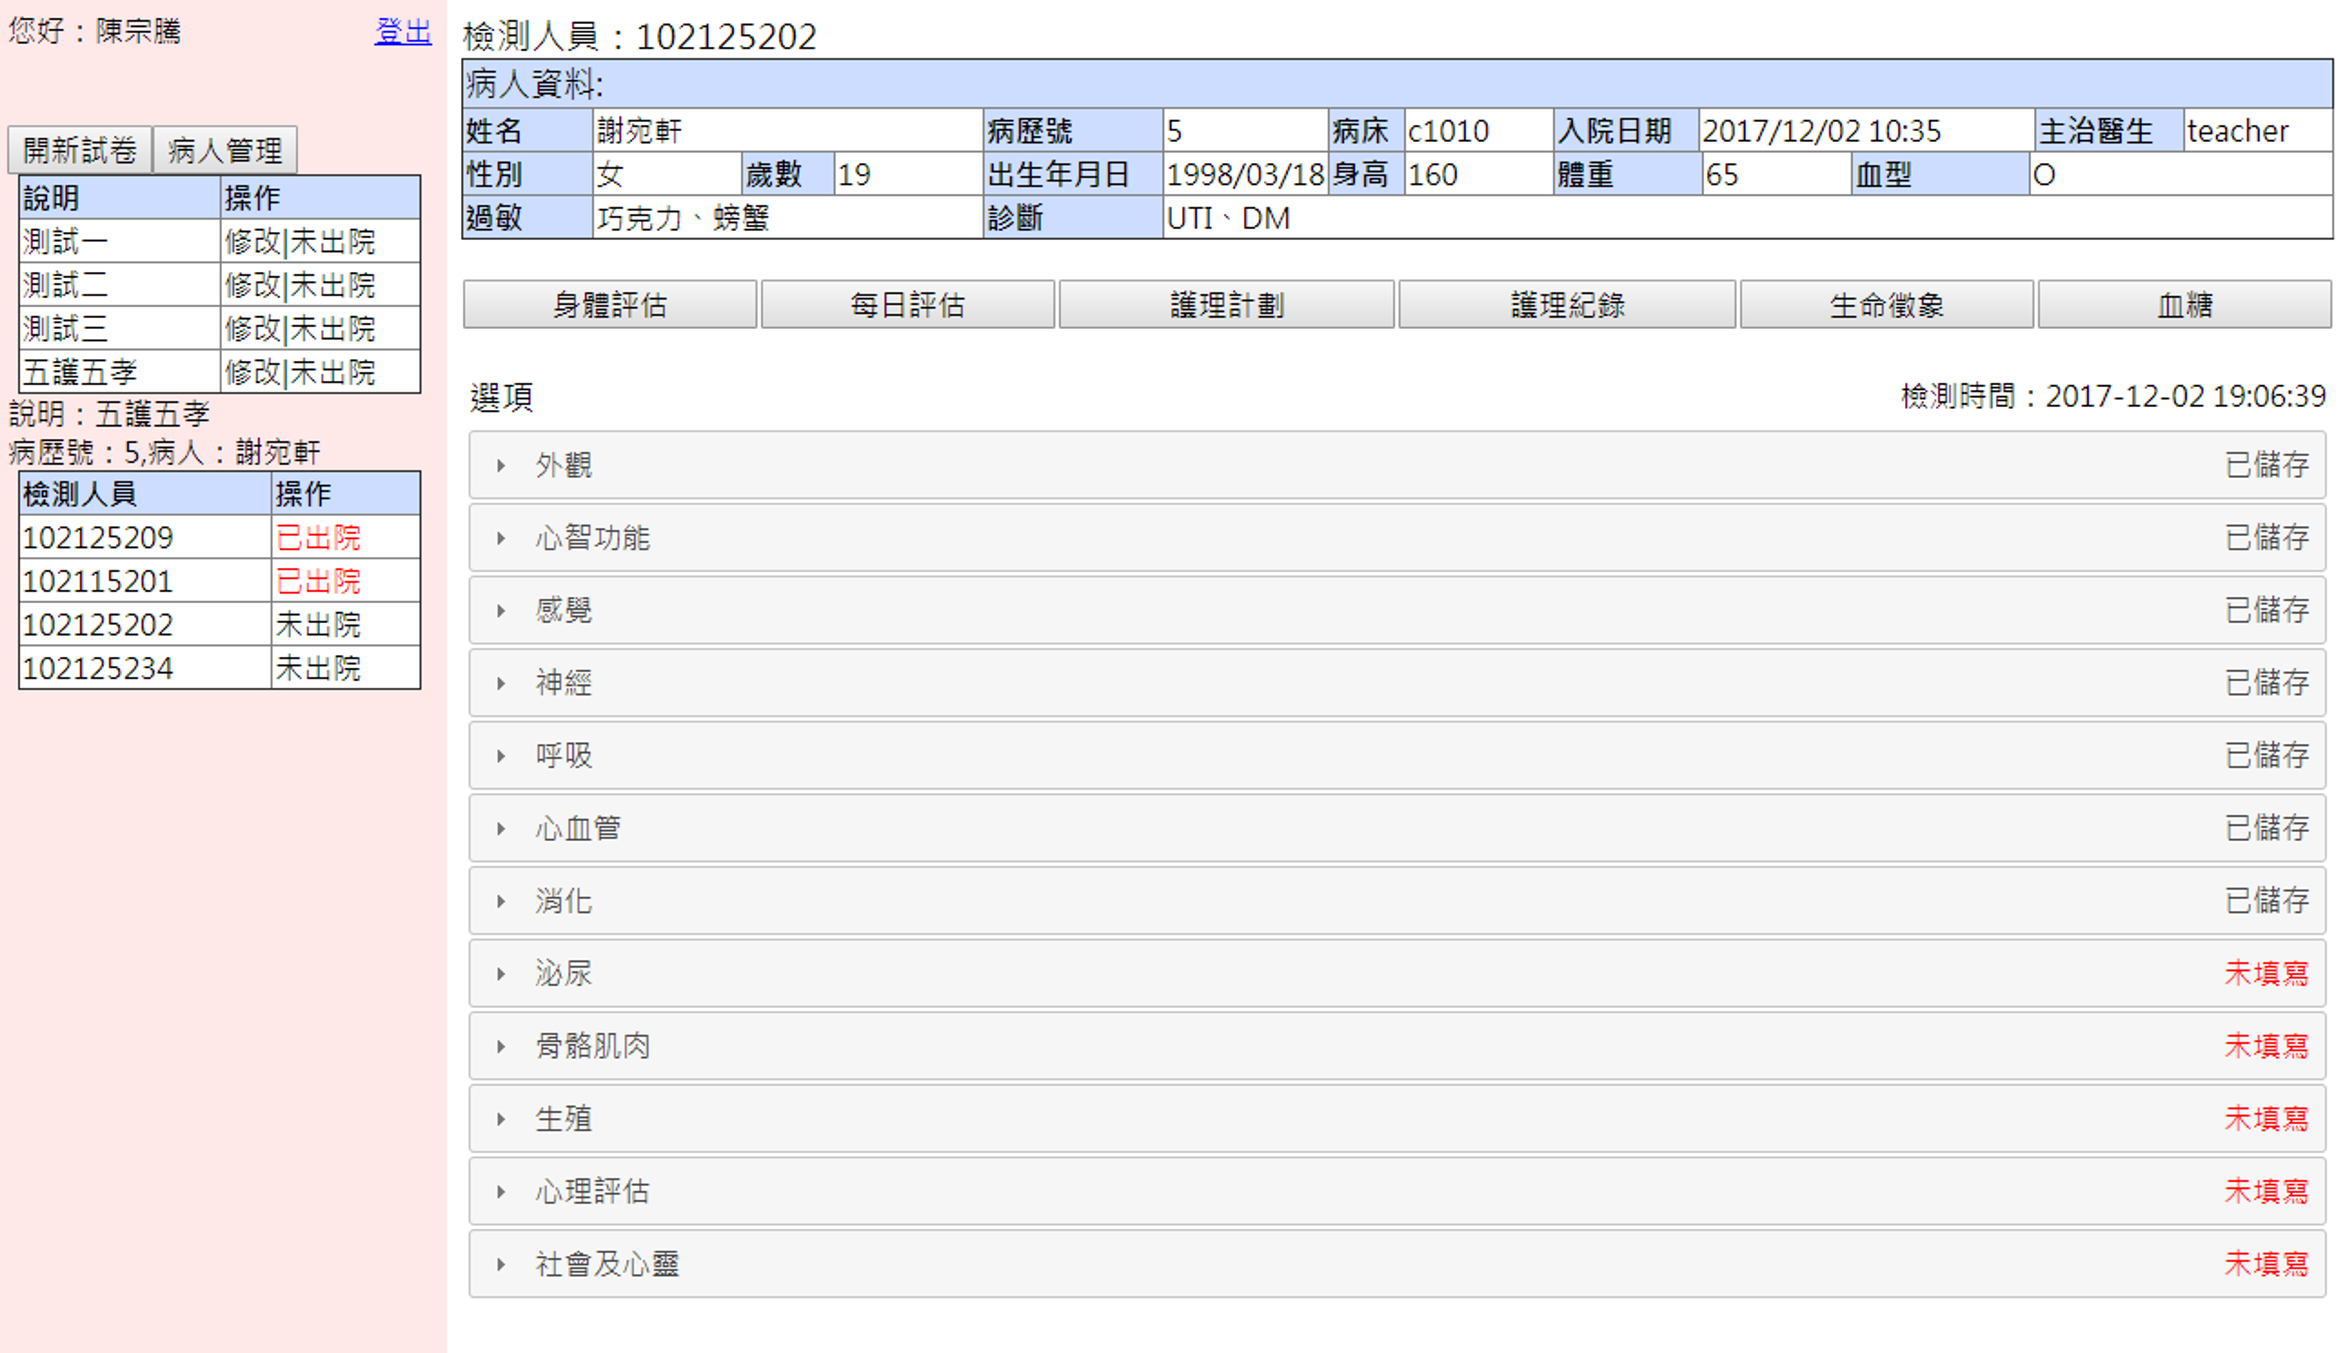 您好：陳宗騰 登出
開新試卷 病人管理
說明 操作
測試一 修改|未出院
測試二 修改|未出院
測試三 修改|未出院
五護五孝 修改|未出院
說明：五護五孝
病歷號：5,病人：謝宛軒
檢測人員 操作
102125209 已出院
102115201 已出院
102125202 未出院
102125234 未出院
檢測人員：102125202
病人資料:
姓名 謝宛軒 病歷號 5 病床 c1010 入院日期 2017/12/02 10:35 主治醫生 teacher
性別 女 歲數 19 出生年月日 1998/03/18 身高 160 體重 65 血型 O
過敏 巧克力、螃蟹 診斷 UTI、DM
身體評估 每日評估 護理計劃 護理紀錄 生命徵象 血糖
選項 檢測時間：2017-12-02 19:06:39
外觀 已儲存
心智功能 已儲存
感覺 已儲存
神經 已儲存
呼吸 已儲存
心血管 已儲存
消化 已儲存
泌尿 未填寫
骨骼肌肉 未填寫
生殖 未填寫
心理評估 未填寫
社會及心靈 未填寫